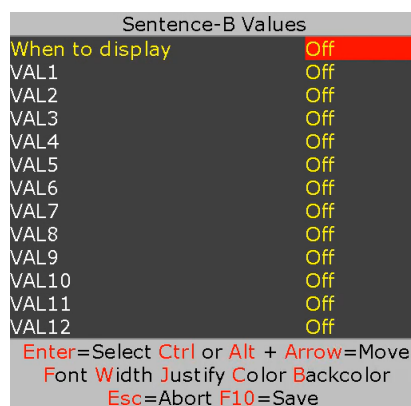 Sentence-B Values
When to display Off
VAL1 Off
VAL2 Off
VAL3 Off
VAL4 Off
VAL5 Off
VAL6 Off
VAL7 Off
VAL8 Off
VAL9 Off
VAL10 Off
VAL11 Off
VAL12 Off
Enter=Select Ctrl or Alt + Arrow=Move
Font Width Justify Color Backcolor
Esc=Abort F10=Save